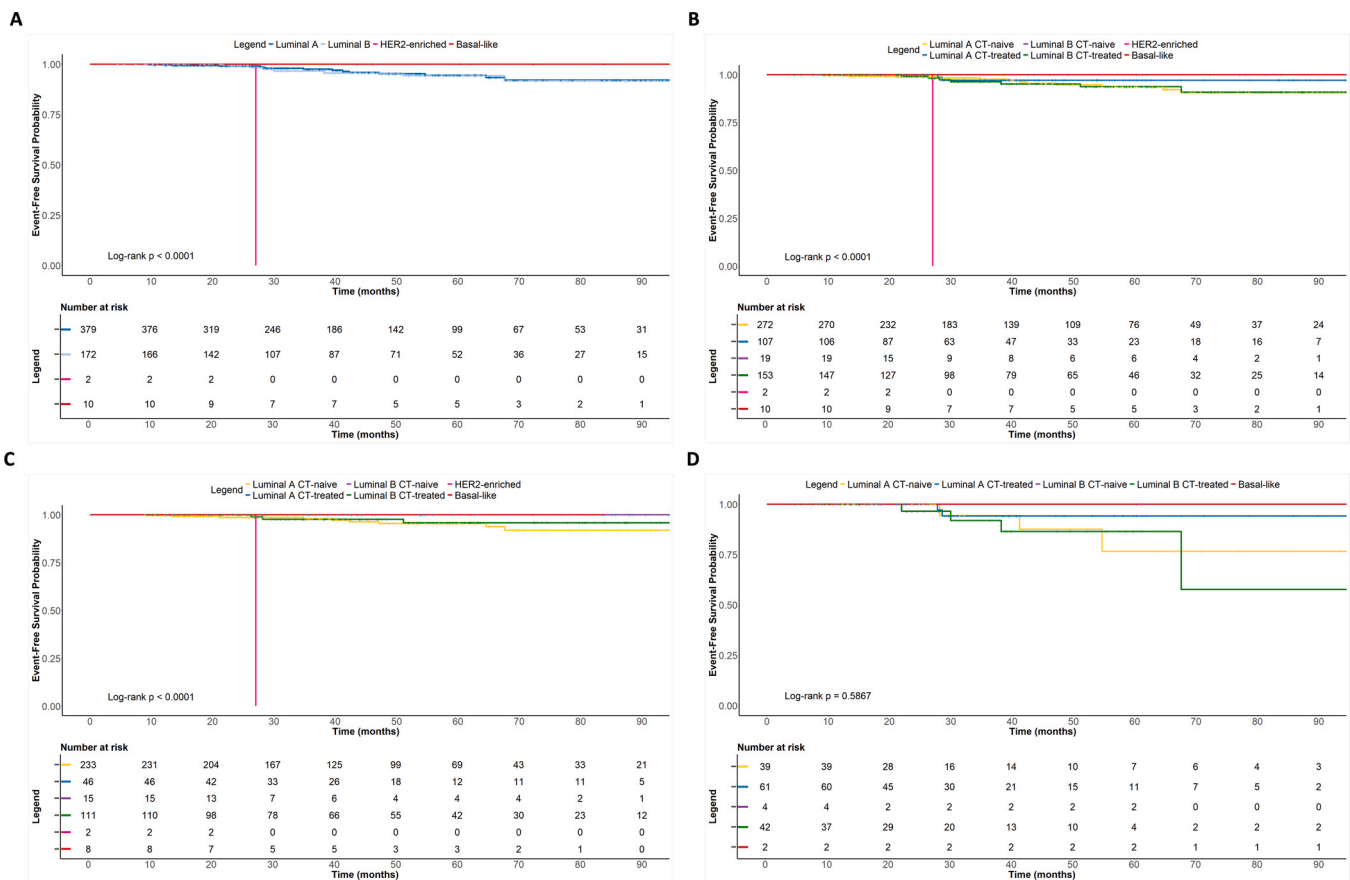 A
Legend Luminal A Luminal B HER2-enriched Basal-like
Event-Free Survival Probability
1.00
0.75
0.50
0.25
0.00
Log-rank p < 0.0001
0 10 20 30 40 50 60 70 80 90
Time (months)
Number at risk
Legend
379 376 319 246 186 142 99 67 53 31
172 166 142 107 87 71 52 36 27 15
2 2 2 0 0 0 0 0 0 0
10 10 9 7 7 5 5 3 2 1
0 10 20 30 40 50 60 70 80 90
Time (months)
B
Legend Luminal A CT-naive Luminal B CT-naive HER2-enriched
Luminal A CT-treated Luminal B CT-treated Basal-like
Event-Free Survival Probability
1.00
0.75
0.50
0.25
0.00
Log-rank p < 0.0001
0 10 20 30 40 50 60 70 80 90
Time (months)
Number at risk
Legend
272 270 232 183 139 109 76 49 37 24
107 106 87 63 47 33 23 18 16 7
19 19 15 9 8 6 6 4 2 1
153 147 127 98 79 65 46 32 25 14
2 2 2 0 0 0 0 0 0 0
10 10 9 7 7 5 5 3 2 1
0 10 20 30 40 50 60 70 80 90
Time (months)
C
Legend Luminal A CT-naive Luminal B CT-naive HER2-enriched
Luminal A CT-treated Luminal B CT-treated Basal-like
Event-Free Survival Probability
1.00
0.75
0.50
0.25
0.00
Log-rank p < 0.0001
0 10 20 30 40 50 60 70 80 90
Time (months)
Number at risk
Legend
233 231 204 167 125 99 69 43 33 21
46 46 42 33 26 18 12 11 11 5
15 15 13 7 6 4 4 4 2 1
111 110 98 78 66 55 42 30 23 12
2 2 2 0 0 0 0 0 0 0
8 8 7 5 5 3 3 2 1 0
0 10 20 30 40 50 60 70 80 90
Time (months)
D
Legend Luminal A CT-naive Luminal A CT-treated Luminal B CT-naive Luminal B CT-treated Basal-like
Event-Free Survival Probability
1.00
0.75
0.50
0.25
0.00
Log-rank p = 0.5867
0 10 20 30 40 50 60 70 80 90
Time (months)
Number at risk
Legend
39 39 28 16 14 10 7 6 4 3
61 60 45 30 21 15 11 7 5 2
4 4 2 2 2 2 2 0 0 0
42 37 29 20 13 10 4 2 2 2
2 2 2 2 2 2 2 1 1 1
0 10 20 30 40 50 60 70 80 90
Time (months)